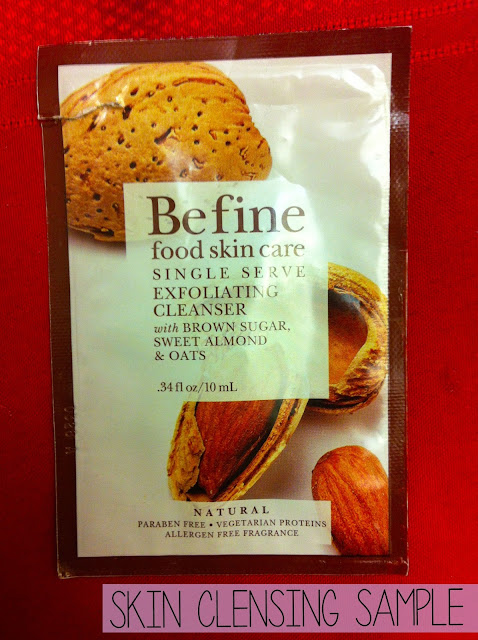 Befine
food skin care
SINGLE SERVE
EXFOLIATING
CLEANSER
with BROWN SUGAR,
SWEET ALMOND
& OATS
.34 fl oz/10 mL
NATURAL
PARABEN FREE • VEGETARIAN PROTEINS
ALLERGEN FREE FRAGRANCE
SKIN CLENSING SAMPLE